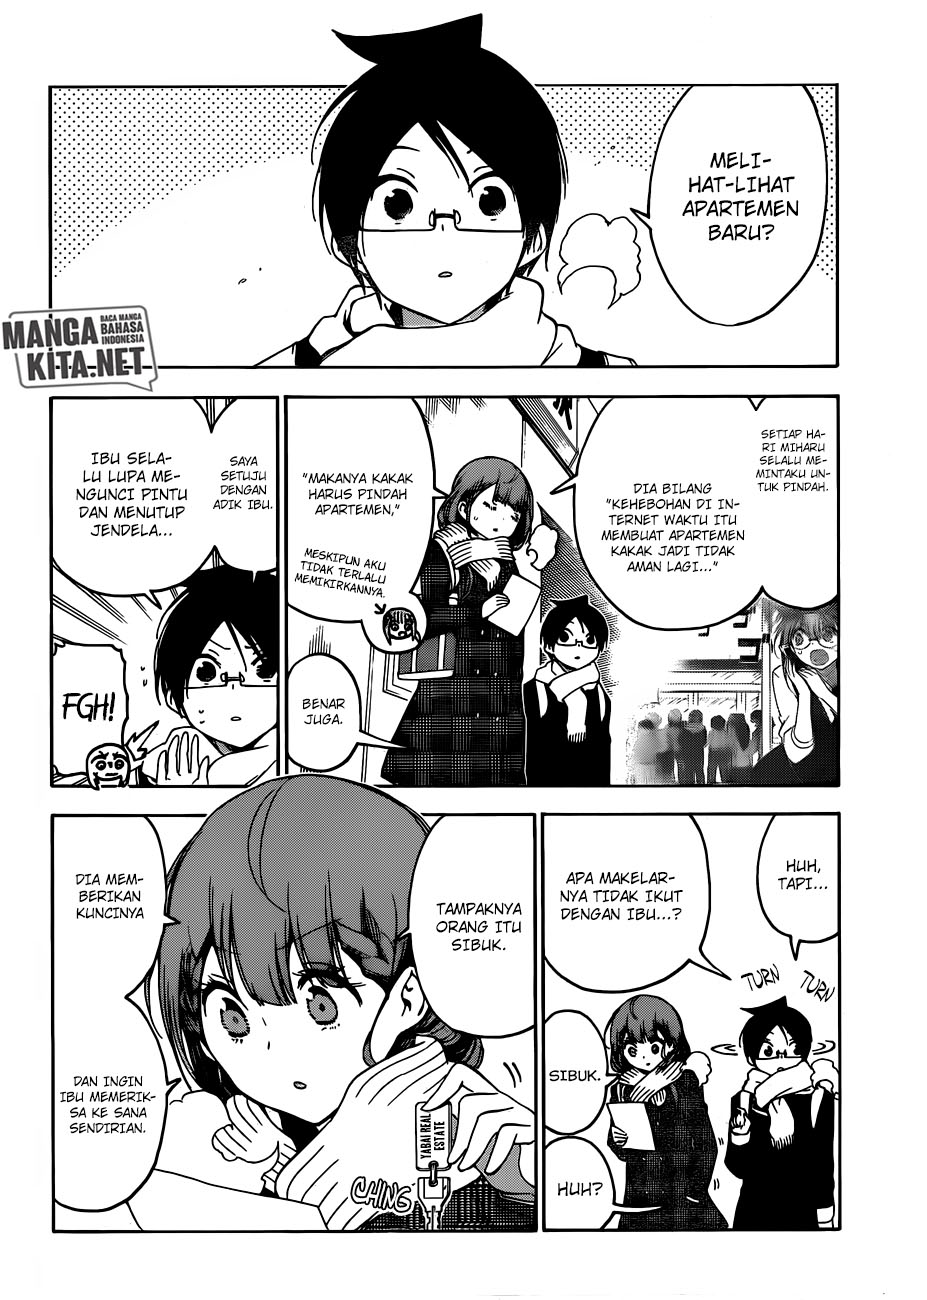 MELI-
HAT-LIHAT
APARTEMEN
BARU?
MANGA
KITA.NET
BACA MANGA
BAHASA
INDONESIA
SETIAP HA-
RI MIHARU
SELALU ME-
MINTAKU UN-
TUK PINDAH.
DIA BILANG
"KEHEBOHAN DI IN-
TERNET WAKTU ITU
MEMBUAT APARTEMEN
KAKAK JADI TIDAK
AMAN LAGI..."
"MAKANYA KAKAK
HARUS PINDAH
APARTEMEN,"
MESKIPUN AKU
TIDAK TERLALU
MEMIKIRKANNYA.
BENAR
JUGA.
SAYA
SETUJU
DENGAN
ADIK IBU.
IBU SELA-
LU LUPA ME-
NGUNCI PINTU
DAN MENUTUP
JENDELA...
FGH!
HUH,
TAPI...
APA MAKELAR-
NYA TIDAK IKUT
DENGAN IBU...?
TURN
TURN
SIBUK.
HUH?
TAMPAKNYA
ORANG ITU
SIBUK.
DIA MEM-
BERIKAN
KUNCINYA
DAN INGIN
IBU MEMERIK-
SA KE SANA
SENDIRIAN.
YABAI REAL
ESTATE
CHING